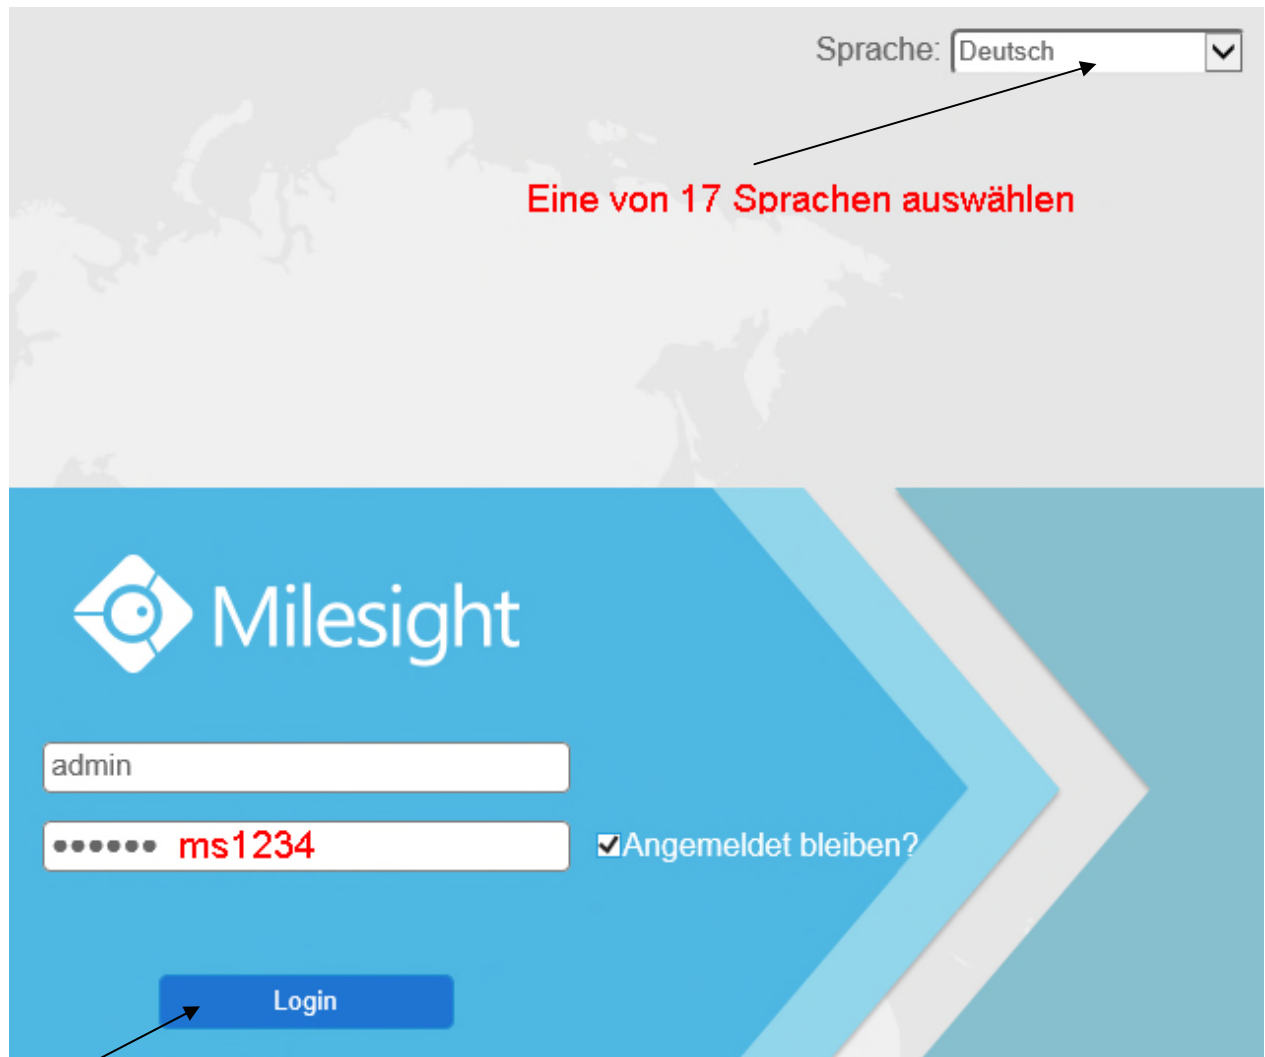 Sprache: Deutsch
Eine von 17 Sprachen auswählen
Milesight
admin
•••••• ms1234
Angemeldet bleiben?
Login